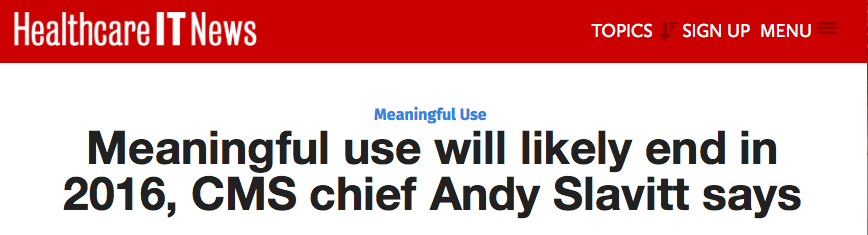 Healthcare IT News
TOPICS SIGN UP MENU
Meaningful Use
Meaningful use will likely end in
2016, CMS chief Andy Slavitt says